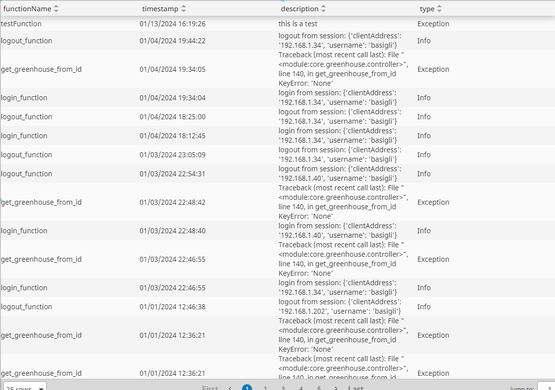 functionName timestamp description type
testFunction 01/13/2024 16:19:26 this is a test Exception
logout_function 01/04/2024 19:44:22 logout from session: {'clientAddress': Info
'192.168.1.34', 'username': 'basigli'}
get_greenhouse_from_id 01/04/2024 19:34:05 Traceback (most recent call last): File " Exception
<module:core.greenhouse.controller>",
line 140, in get_greenhouse_from_id
KeyError: 'None'
login_function 01/04/2024 19:34:04 login from session: {'clientAddress': Info
'192.168.1.34', 'username': 'basigli'}
logout_function 01/04/2024 18:25:00 logout from session: {'clientAddress': Info
'192.168.1.34', 'username': 'basigli'}
login_function 01/04/2024 18:12:45 login from session: {'clientAddress': Info
'192.168.1.34', 'username': 'basigli'}
logout_function 01/03/2024 23:05:09 logout from session: {'clientAddress': Info
'192.168.1.34', 'username': 'basigli'}
logout_function 01/03/2024 22:54:31 logout from session: {'clientAddress': Info
'192.168.1.40', 'username': 'basigli'}
get_greenhouse_from_id 01/03/2024 22:48:42 Traceback (most recent call last): File " Exception
<module:core.greenhouse.controller>",
line 140, in get_greenhouse_from_id
KeyError: 'None'
login_function 01/03/2024 22:48:40 login from session: {'clientAddress': Info
'192.168.1.40', 'username': 'basigli'}
get_greenhouse_from_id 01/03/2024 22:46:55 Traceback (most recent call last): File " Exception
<module:core.greenhouse.controller>",
line 140, in get_greenhouse_from_id
KeyError: 'None'
login_function 01/03/2024 22:46:55 login from session: {'clientAddress': Info
'192.168.1.34', 'username': 'basigli'}
logout_function 01/01/2024 12:46:38 logout from session: {'clientAddress': Info
'192.168.1.202', 'username': 'basigli'}
get_greenhouse_from_id 01/01/2024 12:36:21 Traceback (most recent call last): File " Exception
<module:core.greenhouse.controller>",
line 140, in get_greenhouse_from_id
KeyError: 'None'
get_greenhouse_from_id 01/01/2024 12:36:21 Traceback (most recent call last): File " Exception
<module:core.greenhouse.controller>",
line 140, in get_greenhouse_from_id
25 rows First 1 2 3 4 5 Last Jump to: